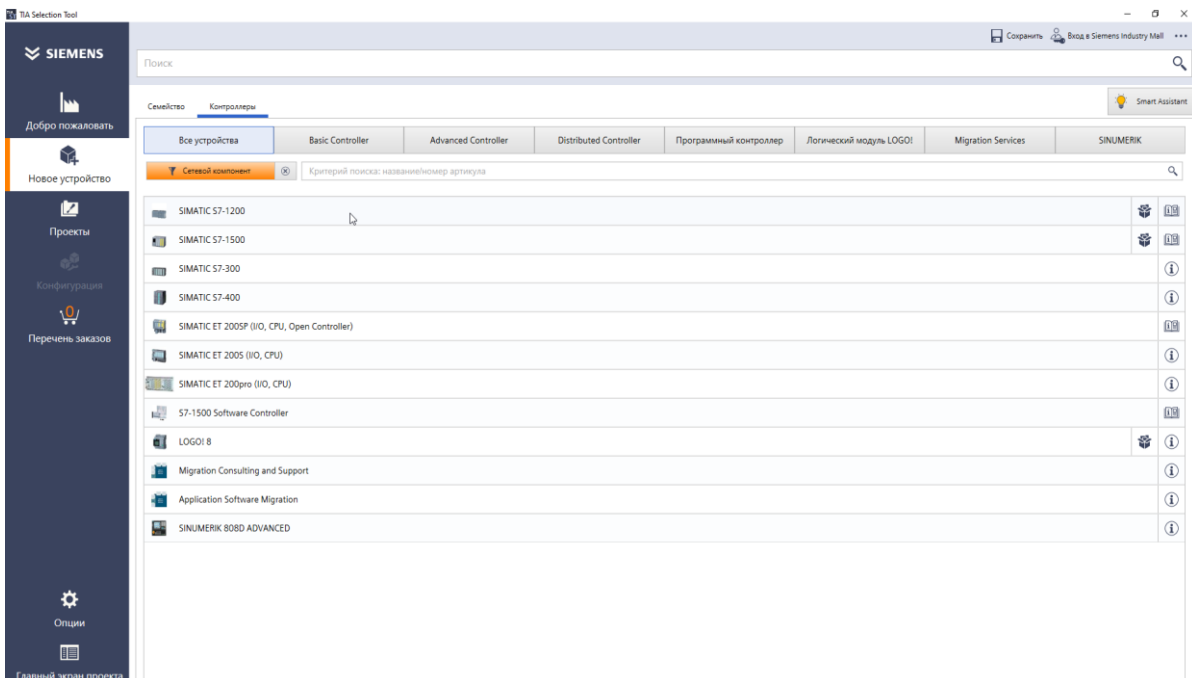 TIA Selection Tool
SIEMENS
Сохранить Вход в Siemens Industry Mall
Поиск
Добро пожаловать
Новое устройство
Проекты
Конфигурация
0
Перечень заказов
Опции
Главный экран проекта
Семейство Контроллеры
Smart Assistant
Все устройства Basic Controller Advanced Controller Distributed Controller Программный контроллер Логический модуль LOGO! Migration Services SINUMERIK
Сетевой компонент Критерий поиска: название/номер артикула
SIMATIC S7-1200
SIMATIC S7-1500
SIMATIC S7-300
SIMATIC S7-400
SIMATIC ET 200SP (I/O, CPU, Open Controller)
SIMATIC ET 200S (I/O, CPU)
SIMATIC ET 200pro (I/O, CPU)
S7-1500 Software Controller
LOGO! 8
Migration Consulting and Support
Application Software Migration
SINUMERIK 808D ADVANCED